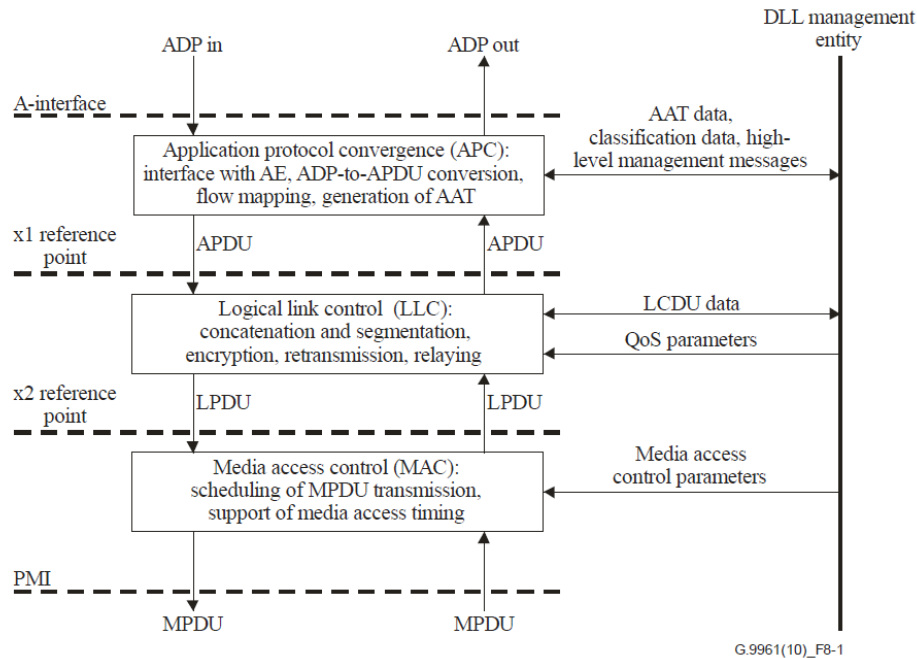 DLL management
entity
ADP in
ADP out
A-interface
AAT data,
classification data, high-
level management messages
Application protocol convergence (APC):
interface with AE, ADP-to-APDU conversion,
flow mapping, generation of AAT
x1 reference
point
APDU
APDU
Logical link control (LLC):
concatenation and segmentation,
encryption, retransmission, relaying
LCDU data
QoS parameters
x2 reference
point
LPDU
LPDU
Media access control (MAC):
scheduling of MPDU transmission,
support of media access timing
Media access
control parameters
PMI
MPDU
MPDU
G.9961(10)_F8-1